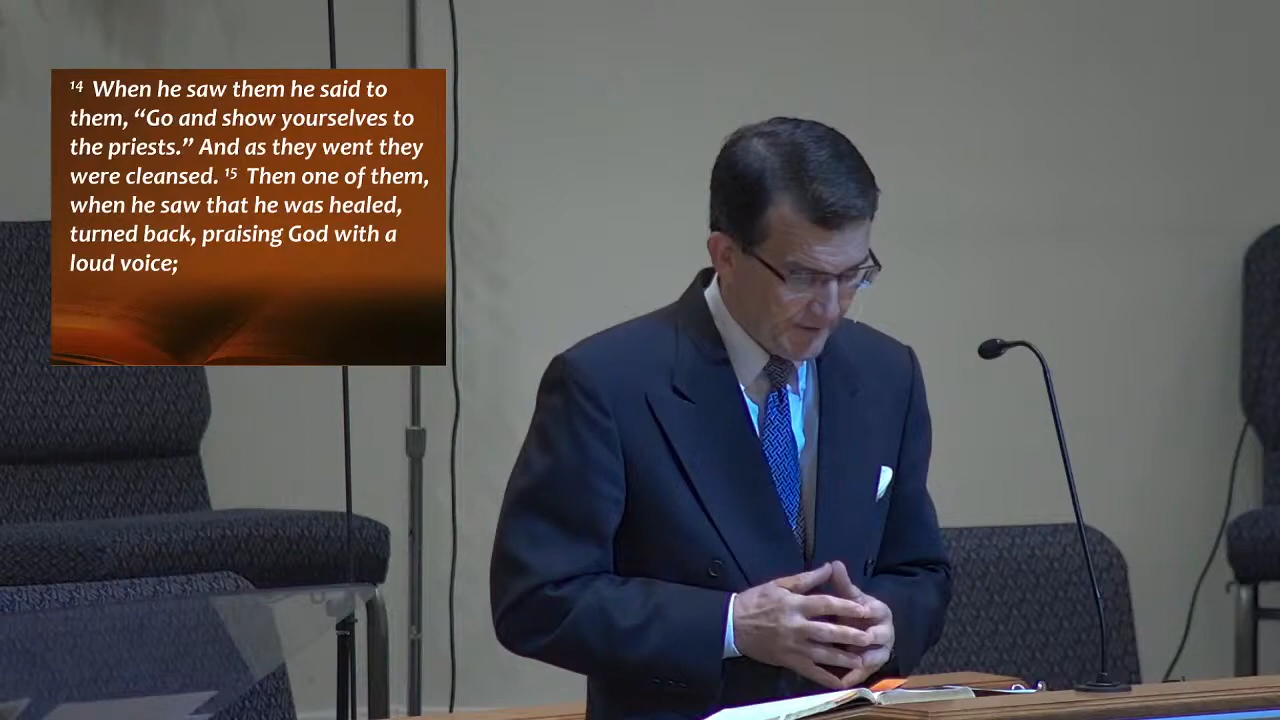 14 When he saw them he said to
them, “Go and show yourselves to
the priests.” And as they went they
were cleansed. 15 Then one of them,
when he saw that he was healed,
turned back, praising God with a
loud voice;